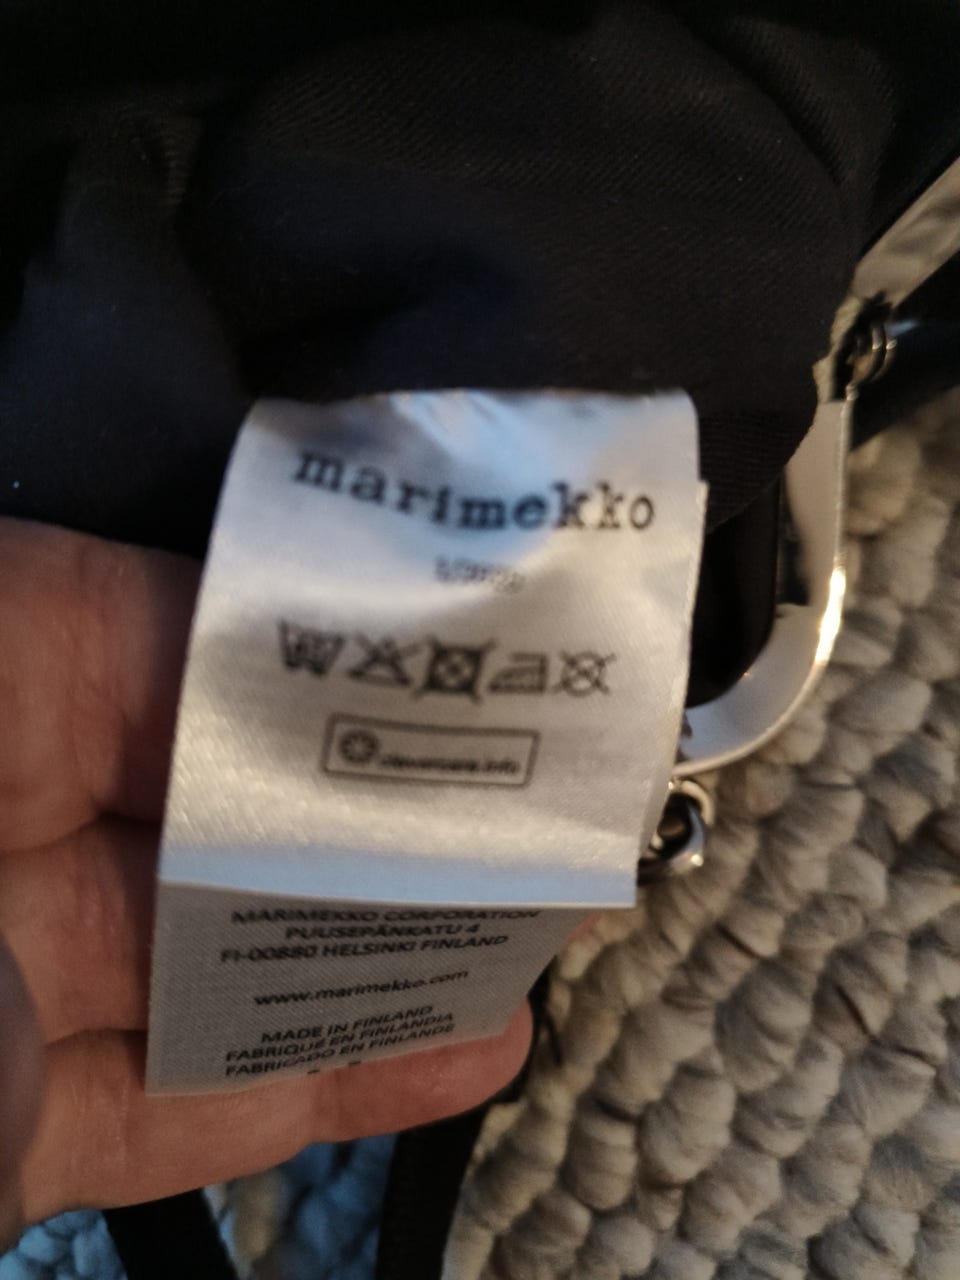 marimekko
clevercare.info
MARIMEKKO CORPORATION
PUUSEPÄNKATU 4
FI-00880 HELSINKI FINLAND
www.marimekko.com
MADE IN FINLAND
FABRIQUÉ EN FINLANDIA
FABRICADO EN FINLANDE